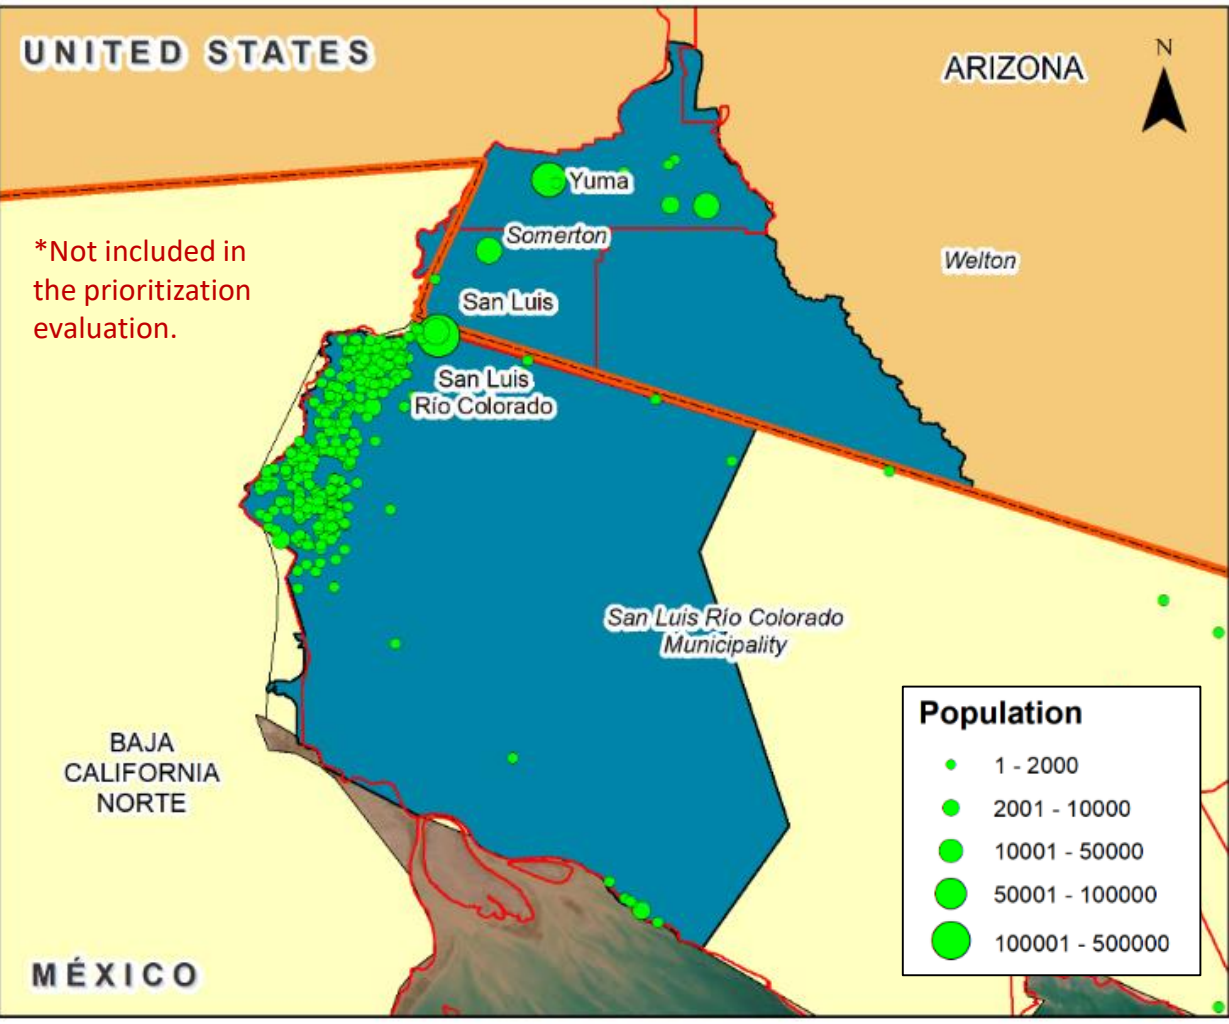 UNITED STATES
ARIZONA
N
Yuma
*Not included in
the prioritization
evaluation.
Somerton
Welton
San Luis
San Luis
Río Colorado
San Luis Río Colorado
Municipality
BAJA
CALIFORNIA
NORTE
MÉXICO
Population
1 - 2000
2001 - 10000
10001 - 50000
50001 - 100000
100001 - 500000